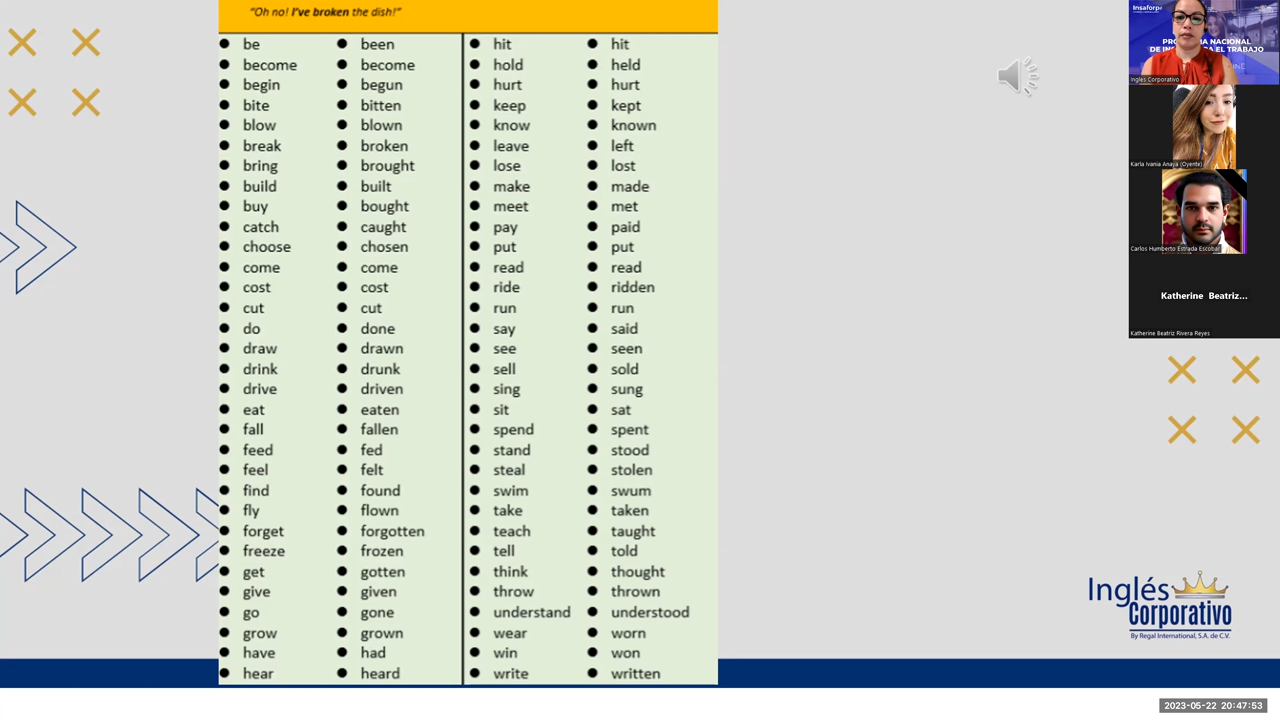 "Oh no! I've broken the dish!"
be been hit hit
become become hold held
begin begun hurt hurt
bite bitten keep kept
blow blown know known
break broken leave left
bring brought lose lost
build built make made
buy bought meet met
catch caught pay paid
choose chosen put put
come come read read
cost cost ride ridden
cut cut run run
do done say said
draw drawn see seen
drink drunk sell sold
drive driven sing sung
eat eaten sit sat
fall fallen spend spent
feed fed stand stood
feel felt steal stolen
find found swim swum
fly flown take taken
forget forgotten teach taught
freeze frozen tell told
get gotten think thought
give given throw thrown
go gone understand understood
grow grown wear worn
have had win won
hear heard write written
Insaforp
NACIONAL
EL TRABAJO
Inglés Corporativo
Karla Ivania Anaya (Oyente)
Carlos Humberto Estrada Escobar
Katherine Beatriz...
Katherine Beatriz Rivera Reyes
Inglés
Corporativo
By Regal International, S.A. de C.V.
2023-05-22 20:47:53